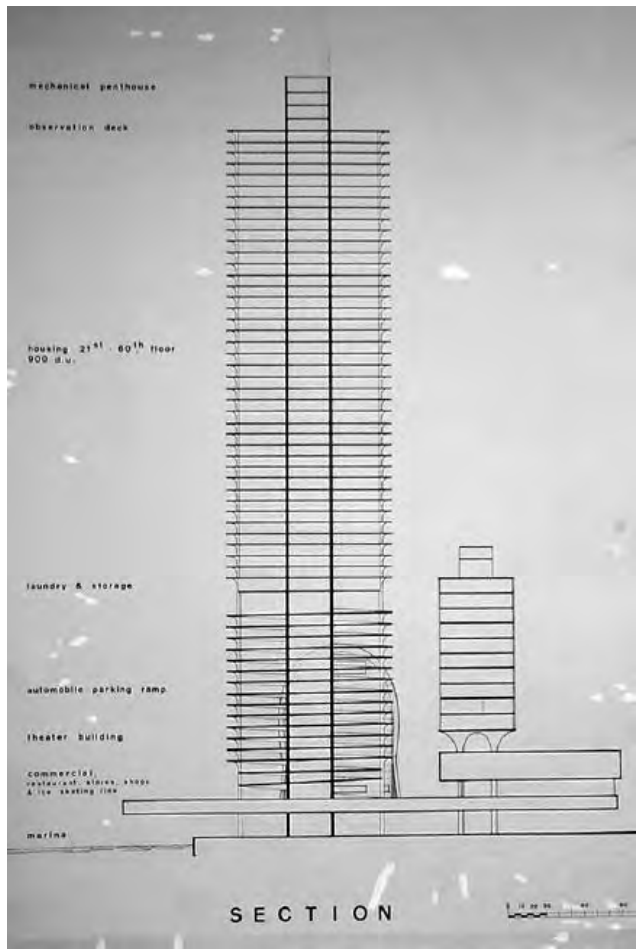 mechanical penthouse
observation deck
housing 21st - 60th floor
900 d.u.
laundry & storage
automobile parking ramp
theater building
commercial,
restaurant, stores, shops
& ice skating rink
marina
SECTION